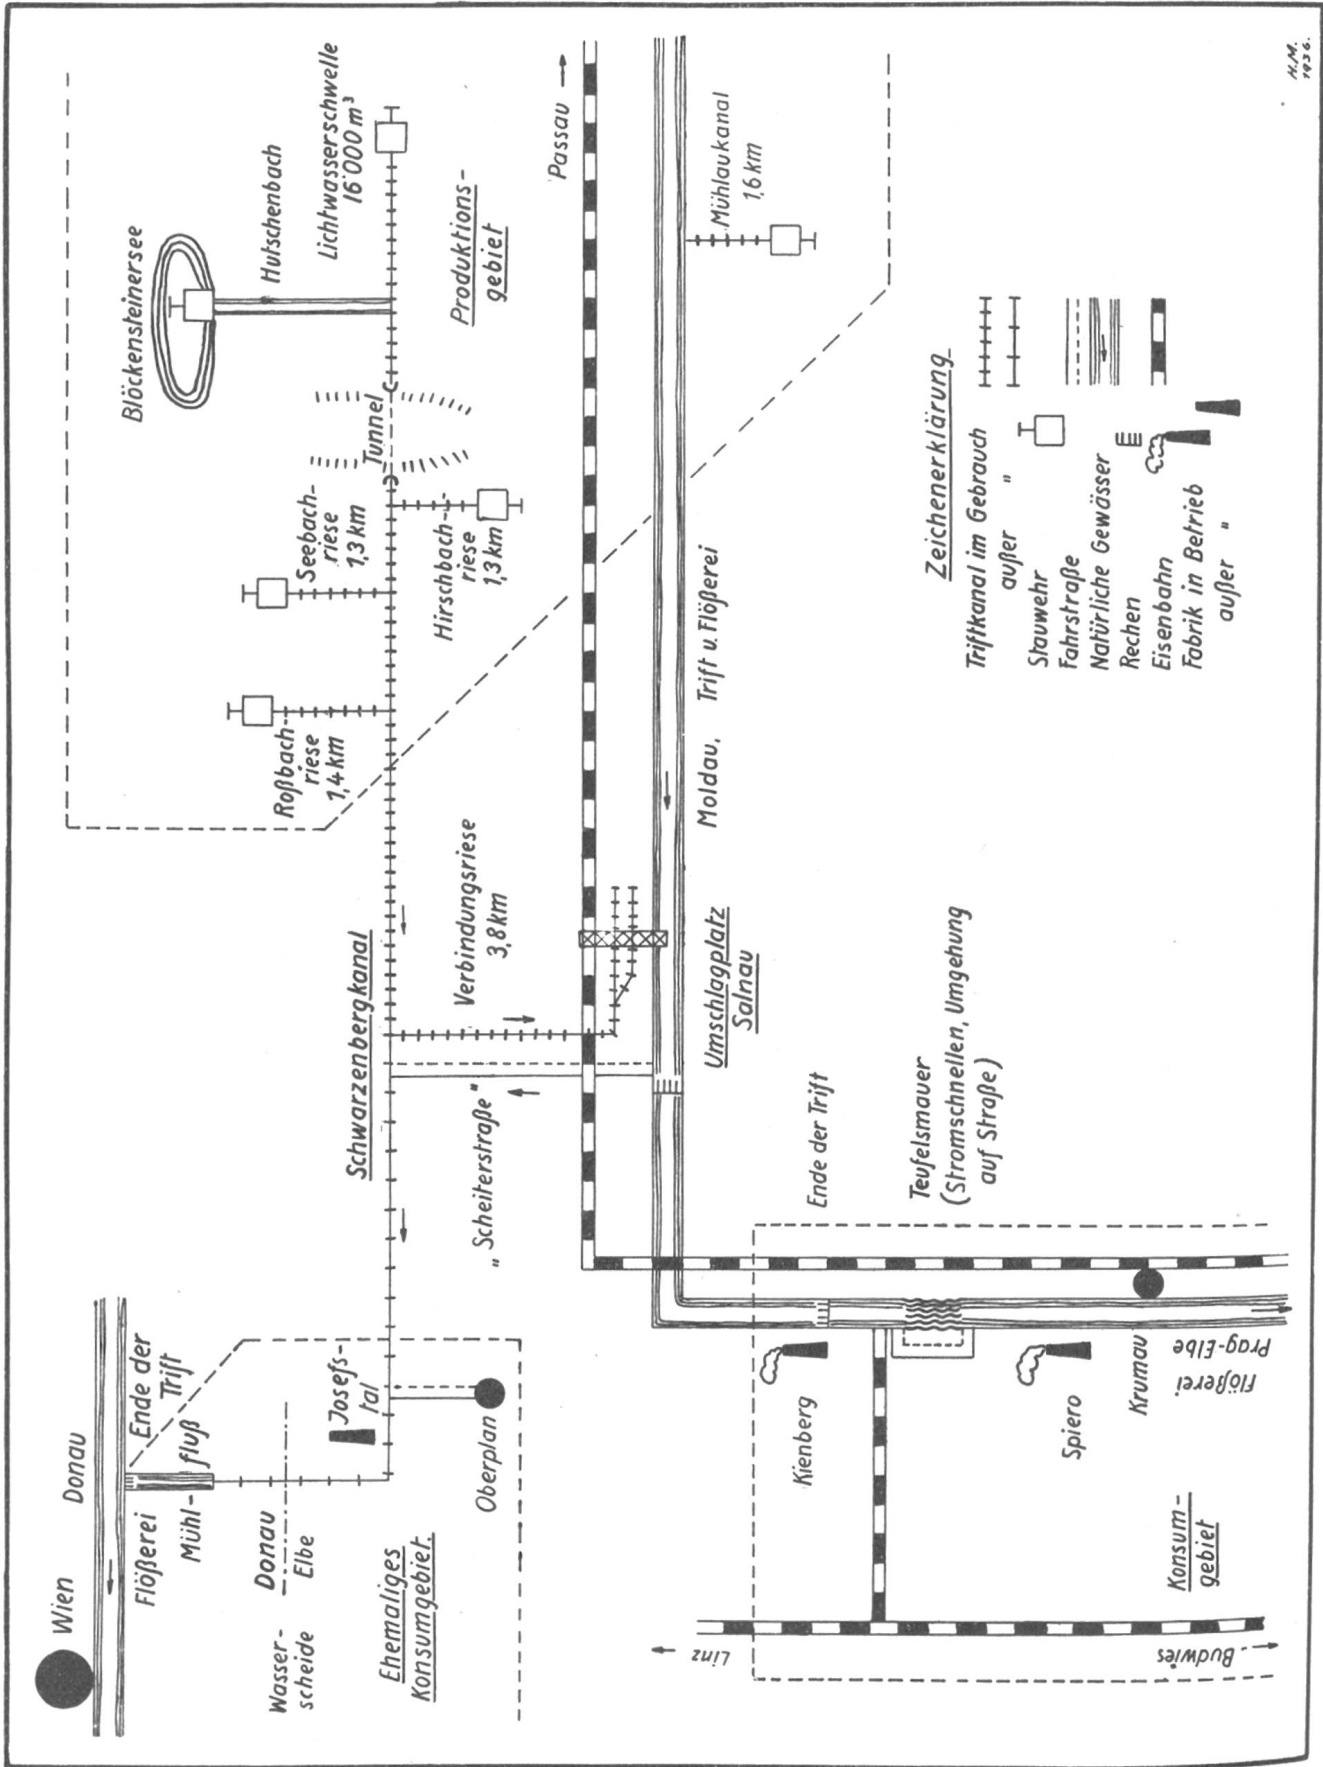 Wien
Donau
Flößerei
Ende der
Trift
Mühl-
fluß
Wasser-
scheide
Donau
Elbe
Josefs-
tal
Ehemaliges
Konsumgebiet.
Oberplan
Schwarzenbergkanal
„Scheiterstraße"
Verbindungsriese
3,8 km
Roßbach-
riese
1,4 km
Seebach-
riese
1,3 km
Hirschbach-
riese
1,3 km
Tunnel
Blöckensteinersee
Hutschenbach
Lichtwasserschwelle
16000 m³
Produktions-
gebiet
Passau
Mühlaukanal
1,6 km
Moldau, Trift u. Flößerei
Umschlagplatz
Salnau
Ende der Trift
Teufelsmauer
(Stromschnellen, Umgehung
auf Straße)
Kienberg
Spiero
Krumau
Flößerei
Prag-Elbe
Konsum-
gebiet
Linz
Budwies
Zeichenerklärung
Triftkanal im Gebrauch
außer "
Stauwehr
Fahrstraße
Natürliche Gewässer
Rechen
Eisenbahn
Fabrik in Betrieb
außer "
H.M.
1936.